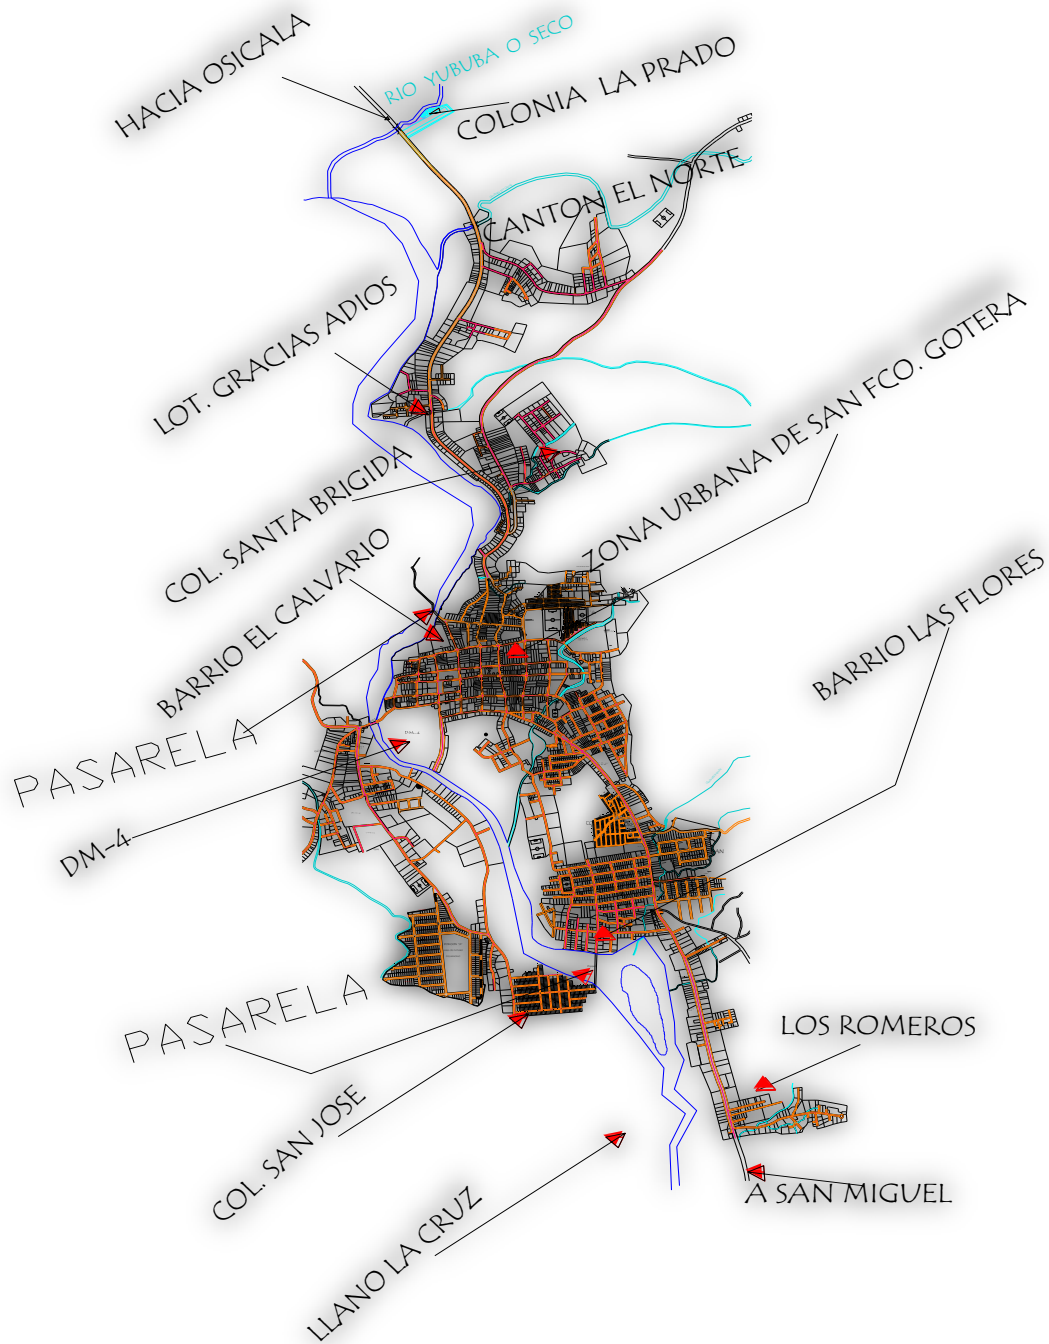 HACIA OSICALA
RIO YUBUBA O SECO
COLONIA LA PRADO
CANTON EL NORTE
LOT. GRACIAS ADIOS
ZONA URBANA DE SAN FCO. GOTERA
COL. SANTA BRIGIDA
BARRIO EL CALVARIO
BARRIO LAS FLORES
PASARELA
DM-4
DM-4
PASARELA
LOS ROMEROS
COL. SAN JOSE
A SAN MIGUEL
LLANO LA CRUZ